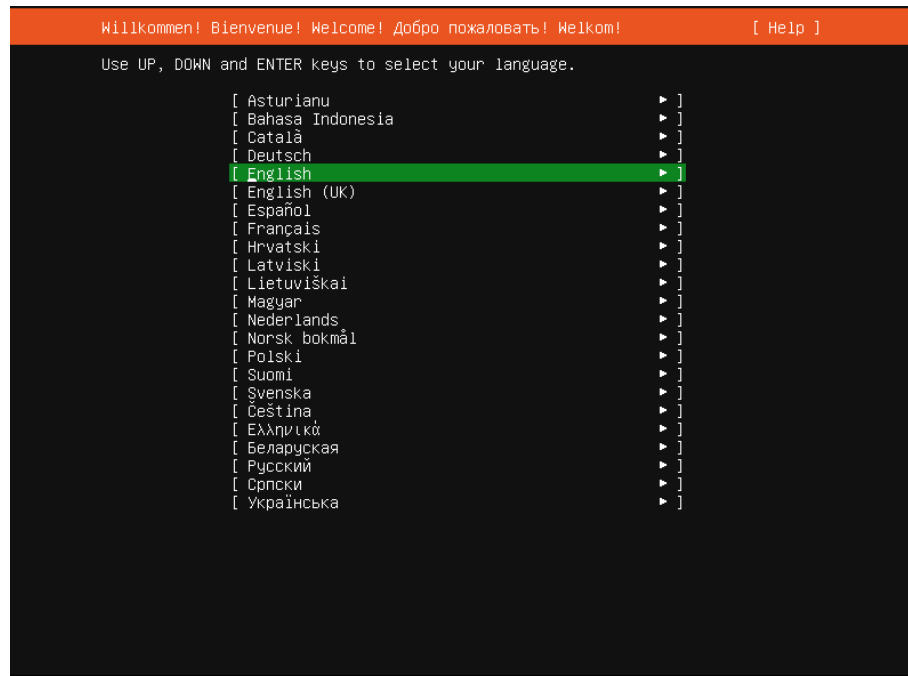 Willkommen! Bienvenue! Welcome! Добро пожаловать! Welkom! [ Help ]
Use UP, DOWN and ENTER keys to select your language.
[ Asturianu ► ]
[ Bahasa Indonesia ► ]
[ Català ► ]
[ Deutsch ► ]
[ English ► ]
[ English (UK) ► ]
[ Español ► ]
[ Français ► ]
[ Hrvatski ► ]
[ Latviski ► ]
[ Lietuviškai ► ]
[ Magyar ► ]
[ Nederlands ► ]
[ Norsk bokmål ► ]
[ Polski ► ]
[ Suomi ► ]
[ Svenska ► ]
[ Čeština ► ]
[ Ελληνικά ► ]
[ Беларуская ► ]
[ Русский ► ]
[ Српски ► ]
[ Українська ► ]